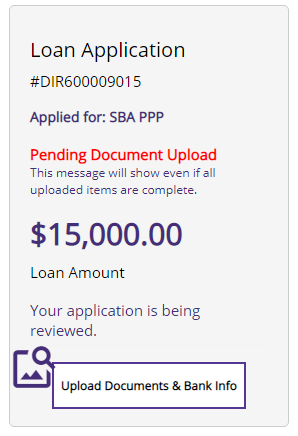 Loan Application
#DIR600009015
Applied for: SBA PPP
Pending Document Upload
This message will show even if all
uploaded items are complete.
$15,000.00
Loan Amount
Your application is being
reviewed.
Upload Documents & Bank Info